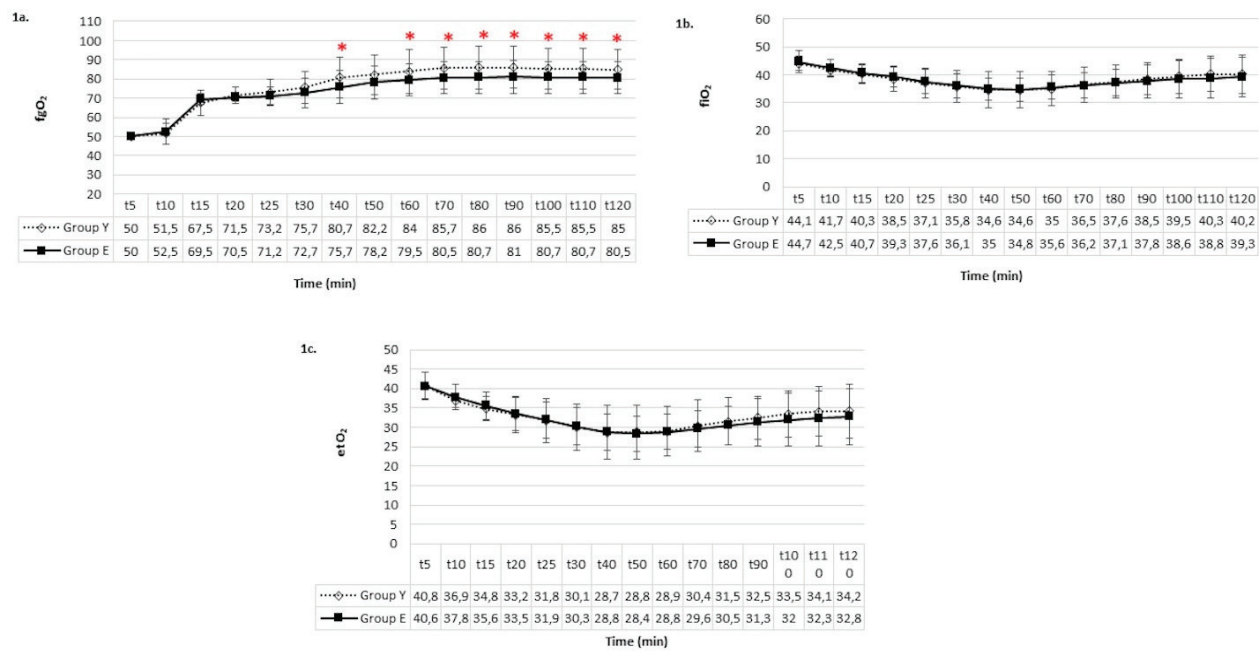 1a.
110
100
90
80
70
60
50
40
30
20
fgO₂
* * * * * * * *
t5 t10 t15 t20 t25 t30 t40 t50 t60 t70 t80 t90 t100 t110 t120
Group Y 50 51,5 67,5 71,5 73,2 75,7 80,7 82,2 84 85,7 86 86 85,5 85,5 85
Group E 50 52,5 69,5 70,5 71,2 72,7 75,7 78,2 79,5 80,5 80,7 81 80,7 80,7 80,5
Time (min)
1b.
60
50
40
30
20
10
0
fiO₂
t5 t10 t15 t20 t25 t30 t40 t50 t60 t70 t80 t90 t100 t110 t120
Group Y 44,1 41,7 40,3 38,5 37,1 35,8 34,6 34,6 35 36,5 37,6 38,5 39,5 40,3 40,2
Group E 44,7 42,5 40,7 39,3 37,6 36,1 35 34,8 35,6 36,2 37,1 37,8 38,6 38,8 39,3
Time (min)
1c.
50
45
40
35
30
25
20
15
10
5
0
etO₂
t5 t10 t15 t20 t25 t30 t40 t50 t60 t70 t80 t90 t100 t110 t120
Group Y 40,8 36,9 34,8 33,2 31,8 30,1 28,7 28,8 28,9 30,4 31,5 32,5 33,5 34,1 34,2
Group E 40,6 37,8 35,6 33,5 31,9 30,3 28,8 28,4 28,8 29,6 30,5 31,3 32 32,3 32,8
Time (min)